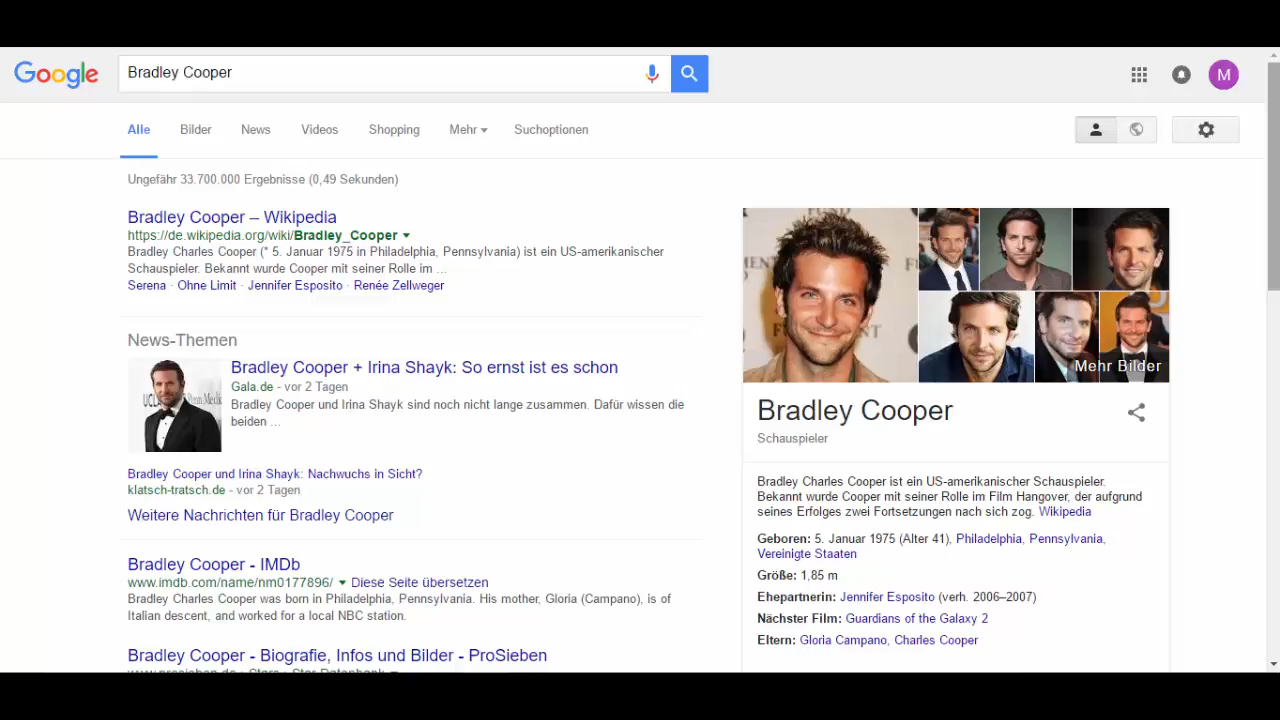 Google
Bradley Cooper
M
Alle
Bilder
News
Videos
Shopping
Mehr
Suchoptionen
Ungefähr 33.700.000 Ergebnisse (0,49 Sekunden)
Bradley Cooper – Wikipedia
https://de.wikipedia.org/wiki/Bradley_Cooper
Bradley Charles Cooper (* 5. Januar 1975 in Philadelphia, Pennsylvania) ist ein US-amerikanischer
Schauspieler. Bekannt wurde Cooper mit seiner Rolle im ...
Serena · Ohne Limit · Jennifer Esposito · Renée Zellweger
News-Themen
Bradley Cooper + Irina Shayk: So ernst ist es schon
Gala.de - vor 2 Tagen
Bradley Cooper und Irina Shayk sind noch nicht lange zusammen. Dafür wissen die
beiden ...
Bradley Cooper und Irina Shayk: Nachwuchs in Sicht?
klatsch-tratsch.de - vor 2 Tagen
Weitere Nachrichten für Bradley Cooper
Bradley Cooper - IMDb
www.imdb.com/name/nm0177896/ Diese Seite übersetzen
Bradley Charles Cooper was born in Philadelphia, Pennsylvania. His mother, Gloria (Campano), is of
Italian descent, and worked for a local NBC station.
Bradley Cooper - Biografie, Infos und Bilder - ProSieben
Mehr Bilder
Bradley Cooper
Schauspieler
Bradley Charles Cooper ist ein US-amerikanischer Schauspieler.
Bekannt wurde Cooper mit seiner Rolle im Film Hangover, der aufgrund
seines Erfolges zwei Fortsetzungen nach sich zog. Wikipedia
Geboren: 5. Januar 1975 (Alter 41), Philadelphia, Pennsylvania,
Vereinigte Staaten
Größe: 1,85 m
Ehepartnerin: Jennifer Esposito (verh. 2006–2007)
Nächster Film: Guardians of the Galaxy 2
Eltern: Gloria Campano, Charles Cooper